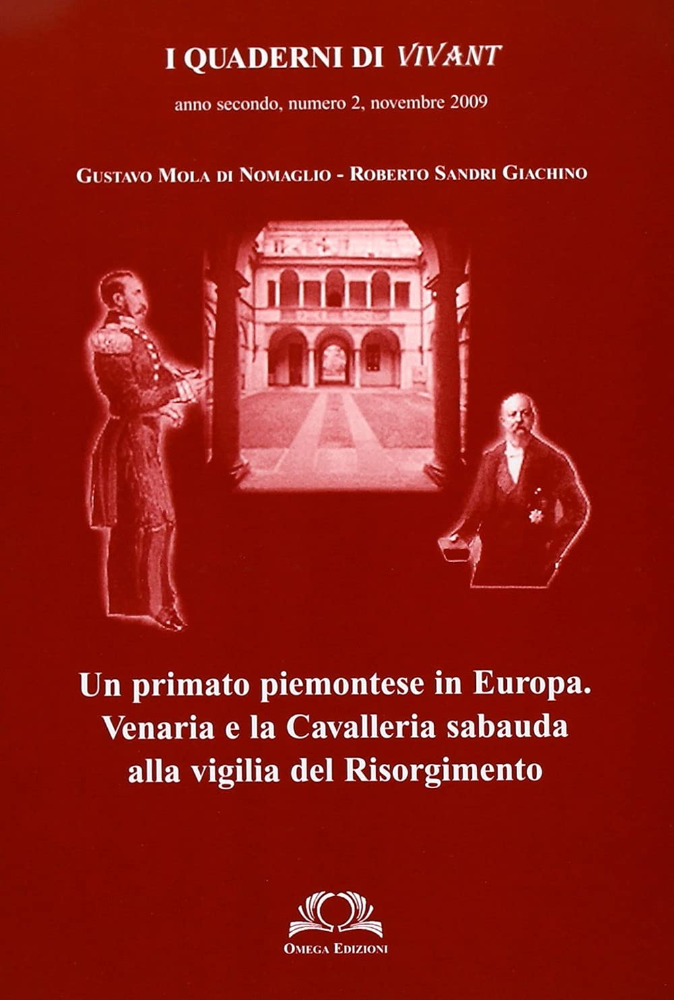 I QUADERNI DI VIVANT
anno secondo, numero 2, novembre 2009
GUSTAVO MOLA DI NOMAGLIO - ROBERTO SANDRI GIACHINO
Un primato piemontese in Europa.
Venaria e la Cavalleria sabauda
alla vigilia del Risorgimento
OMEGA EDIZIONI